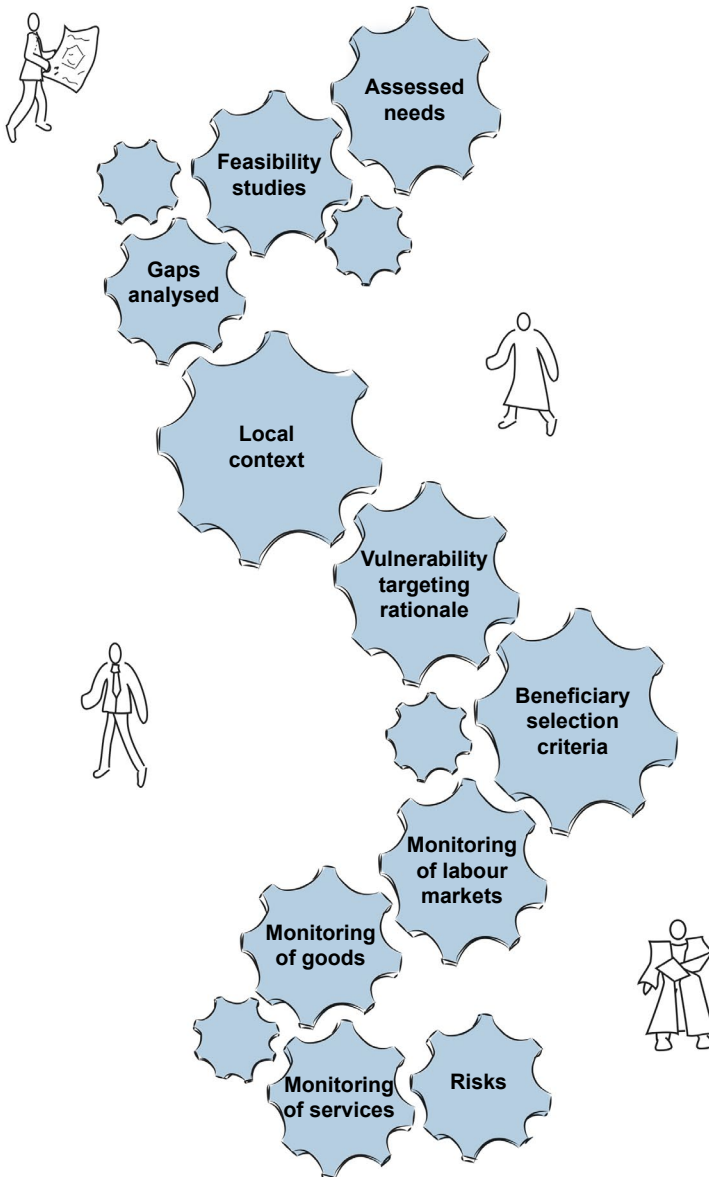 Assessed
needs
Feasibility
studies
Gaps
analysed
Local
context
Vulnerability
targeting
rationale
Beneficiary
selection
criteria
Monitoring
of labour
markets
Monitoring
of goods
Monitoring
of services
Risks